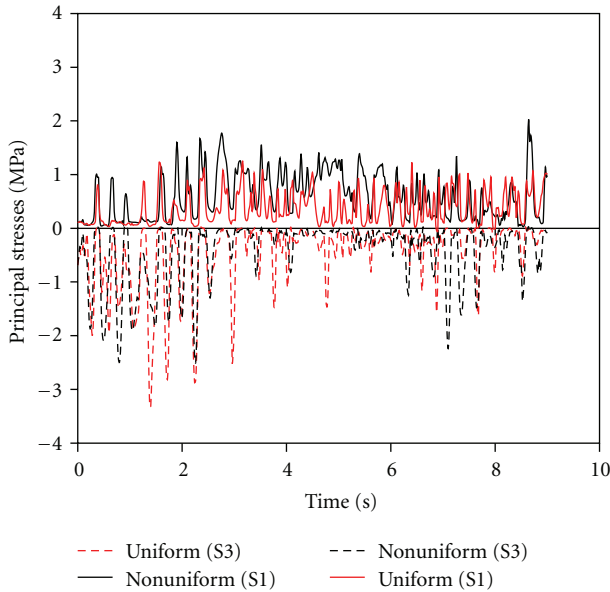 4
3
2
1
0
−1
−2
−3
−4
Principal stresses (MPa)
0 2 4 6 8 10
Time (s)
Uniform (S3) Nonuniform (S3)
Nonuniform (S1) Uniform (S1)